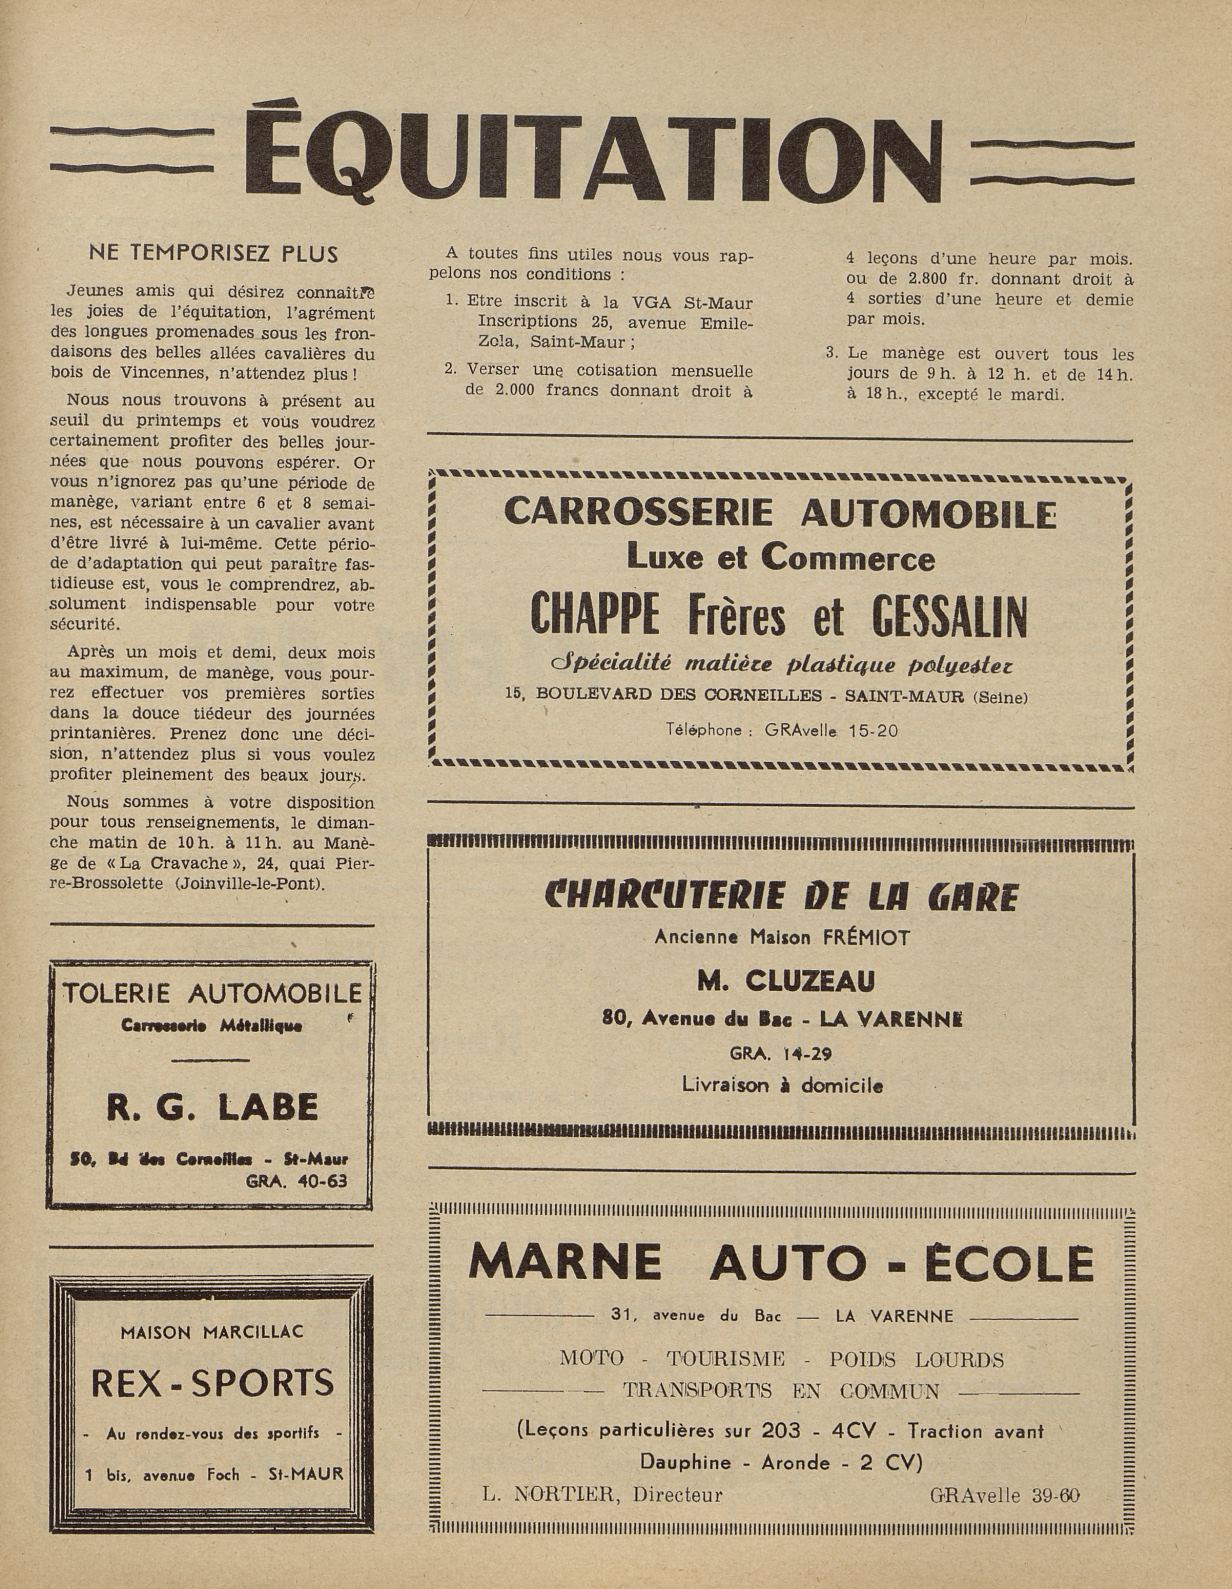 ÉQUITATION
NE TEMPORISEZ PLUS
Jeunes amis qui désirez connaître
les joies de l'équitation, l'agrément
des longues promenades sous les fron-
daisons des belles allées cavalières du
bois de Vincennes, n'attendez plus !
Nous nous trouvons à présent au
seuil du printemps et vous voudrez
certainement profiter des belles jour-
nées que nous pouvons espérer. Or
vous n'ignorez pas qu'une période de
manège, variant entre 6 et 8 semai-
nes, est nécessaire à un cavalier avant
d'être livré à lui-même. Cette pério-
de d'adaptation qui peut paraître fas-
tidieuse est, vous le comprendrez, ab-
solument indispensable pour votre
sécurité.
Après un mois et demi, deux mois
au maximum, de manège, vous pour-
rez effectuer vos premières sorties
dans la douce tiédeur des journées
printanières. Prenez donc une déci-
sion, n'attendez plus si vous voulez
profiter pleinement des beaux jours.
Nous sommes à votre disposition
pour tous renseignements, le diman-
che matin de 10 h. à 11 h. au Manè-
ge de « La Cravache », 24, quai Pier-
re-Brossolette (Joinville-le-Pont).
A toutes fins utiles nous vous rap-
pelons nos conditions :
1. Etre inscrit à la VGA St-Maur
Inscriptions 25, avenue Emile-
Zola, Saint-Maur ;
2. Verser une cotisation mensuelle
de 2.000 francs donnant droit à
4 leçons d'une heure par mois.
ou de 2.800 fr. donnant droit à
4 sorties d'une heure et demie
par mois.
3. Le manège est ouvert tous les
jours de 9 h. à 12 h. et de 14 h.
à 18 h., excepté le mardi.
TOLERIE AUTOMOBILE
Carrosserie Métallique
R. G. LABE
50, Bd des Corneilles - St-Maur
GRA. 40-63
MAISON MARCILLAC
REX-SPORTS
- Au rendez-vous des sportifs -
1 bis, avenue Foch - St-MAUR
CARROSSERIE AUTOMOBILE
Luxe et Commerce
CHAPPE Frères et GESSALIN
Spécialité matière plastique polyester
15, BOULEVARD DES CORNEILLES - SAINT-MAUR (Seine)
Téléphone : GRAvelle 15-20
CHARCUTERIE DE LA GARE
Ancienne Maison FRÉMIOT
M. CLUZEAU
80, Avenue du Bac - LA VARENNE
GRA. 14-29
Livraison à domicile
MARNE AUTO - ÉCOLE
31, avenue du Bac — LA VARENNE
MOTO - TOURISME - POIDS LOURDS
TRANSPORTS EN COMMUN
(Leçons particulières sur 203 - 4CV - Traction avant
Dauphine - Aronde - 2 CV)
L. NORTIER, Directeur GRAvelle 39-60